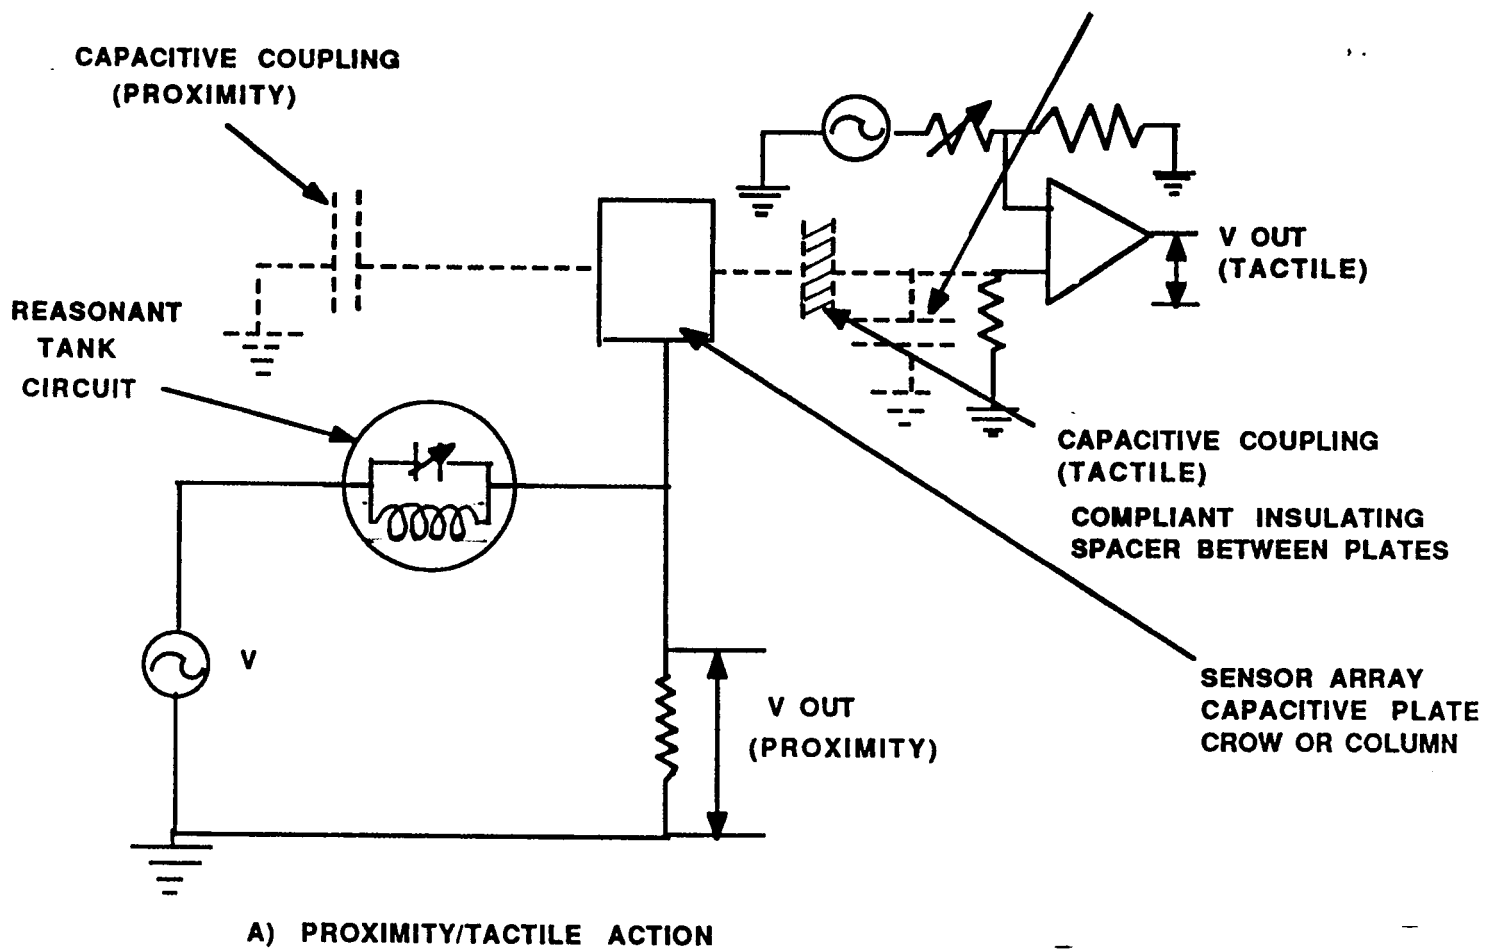 CAPACITIVE COUPLING
(PROXIMITY)
V OUT
(TACTILE)
REASONANT
TANK
CIRCUIT
CAPACITIVE COUPLING
(TACTILE)
COMPLIANT INSULATING
SPACER BETWEEN PLATES
V
SENSOR ARRAY
CAPACITIVE PLATE
CROW OR COLUMN
V OUT
(PROXIMITY)
A) PROXIMITY/TACTILE ACTION